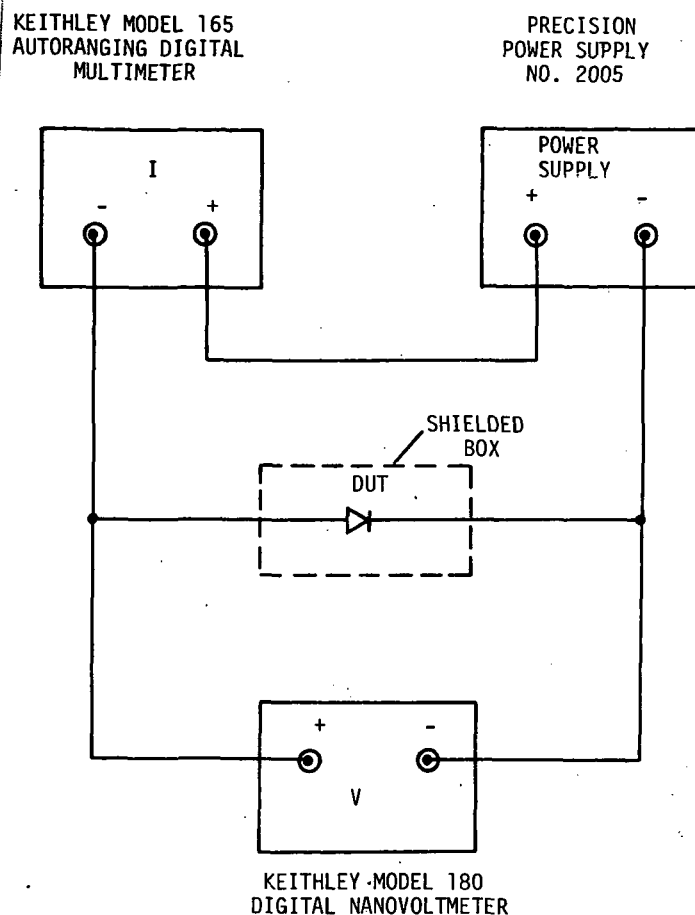 KEITHLEY MODEL 165
AUTORANGING DIGITAL
MULTIMETER
PRECISION
POWER SUPPLY
NO. 2005
I
- +
POWER
SUPPLY
+ -
SHIELDED
BOX
DUT
+ -
V
KEITHLEY MODEL 180
DIGITAL NANOVOLTMETER